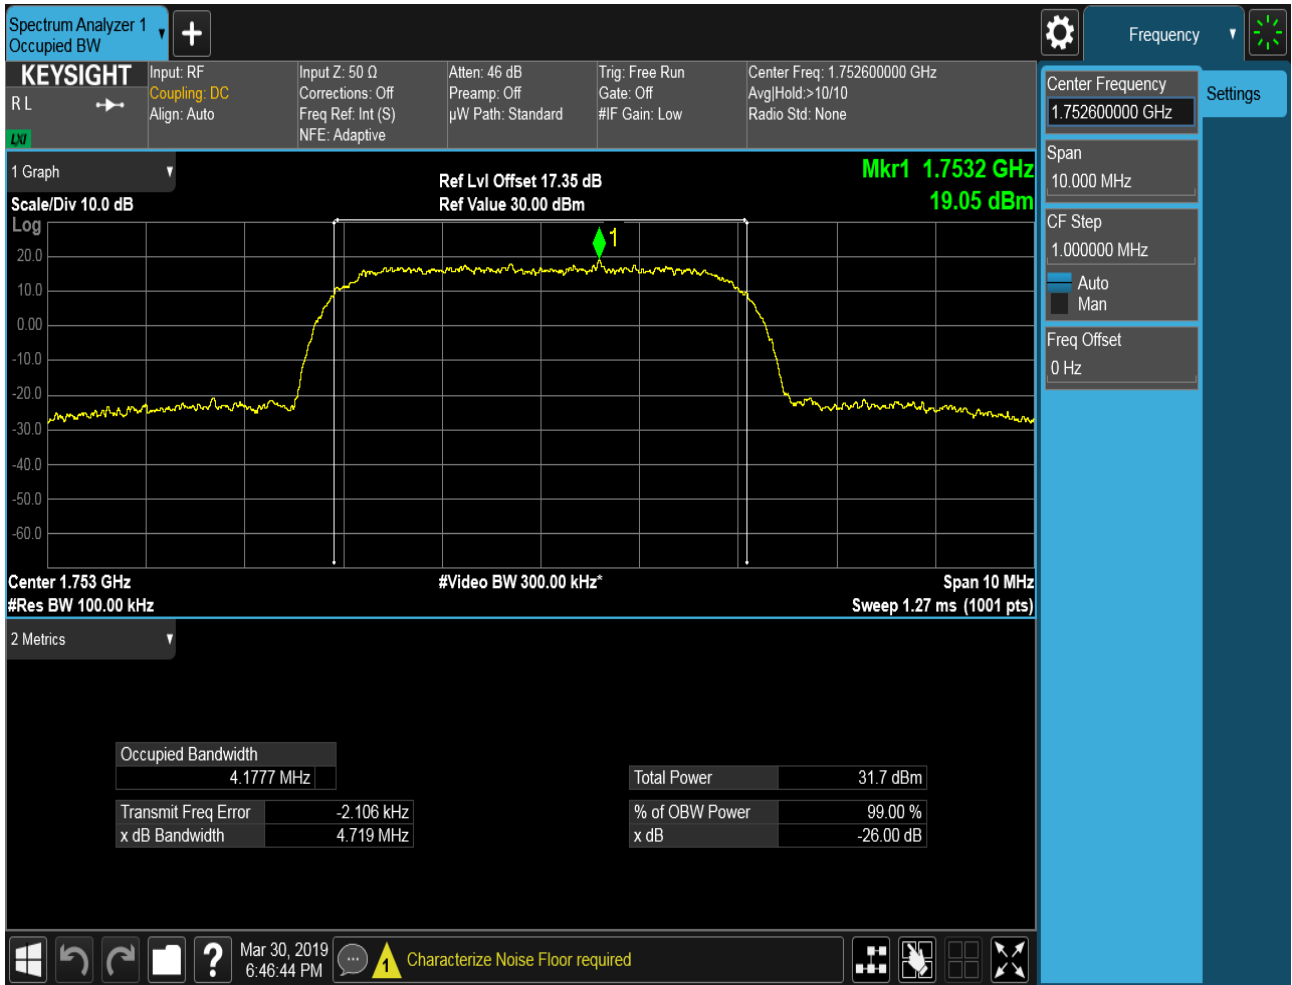 Spectrum Analyzer 1
Occupied BW
Frequency
KEYSIGHT
R L
LXI
Input: RF
Coupling: DC
Align: Auto
Input Z: 50 Ω
Corrections: Off
Freq Ref: Int (S)
NFE: Adaptive
Atten: 46 dB
Preamp: Off
µW Path: Standard
Trig: Free Run
Gate: Off
#IF Gain: Low
Center Freq: 1.752600000 GHz
Avg|Hold:>10/10
Radio Std: None
Center Frequency
1.752600000 GHz
Settings
Span
10.000 MHz
CF Step
1.000000 MHz
Auto
Man
Freq Offset
0 Hz
1 Graph
Scale/Div 10.0 dB
Ref Lvl Offset 17.35 dB
Ref Value 30.00 dBm
Mkr1 1.7532 GHz
19.05 dBm
Log
1
20.0
10.0
0.00
-10.0
-20.0
-30.0
-40.0
-50.0
-60.0
Center 1.753 GHz
#Res BW 100.00 kHz
#Video BW 300.00 kHz*
Span 10 MHz
Sweep 1.27 ms (1001 pts)
2 Metrics
Occupied Bandwidth
4.1777 MHz
Transmit Freq Error -2.106 kHz
x dB Bandwidth 4.719 MHz
Total Power 31.7 dBm
% of OBW Power 99.00 %
x dB -26.00 dB
?
Mar 30, 2019
6:46:44 PM
1
Characterize Noise Floor required